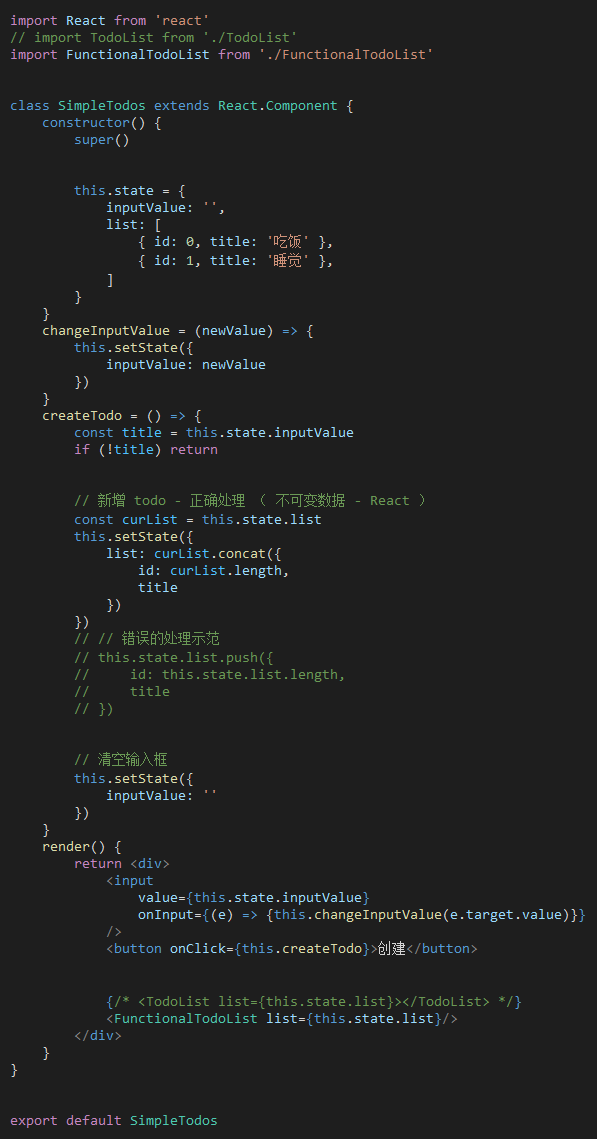 import React from 'react'
// import TodoList from './TodoList'
import FunctionalTodoList from './FunctionalTodoList'
class SimpleTodos extends React.Component {
    constructor() {
        super()
        this.state = {
            inputValue: '',
            list: [
                { id: 0, title: '吃饭' },
                { id: 1, title: '睡觉' },
            ]
        }
    }
    changeInputValue = (newValue) => {
        this.setState({
            inputValue: newValue
        })
    }
    createTodo = () => {
        const title = this.state.inputValue
        if (!title) return
        // 新增 todo - 正确处理 （ 不可变数据 - React ）
        const curList = this.state.list
        this.setState({
            list: curList.concat({
                id: curList.length,
                title
            })
        })
        // // 错误的处理示范
        // this.state.list.push({
        //     id: this.state.list.length,
        //     title
        // })
        // 清空输入框
        this.setState({
            inputValue: ''
        })
    }
    render() {
        return <div>
            <input
                value={this.state.inputValue}
                onInput={(e) => {this.changeInputValue(e.target.value)}}
            />
            <button onClick={this.createTodo}>创建</button>
            {/* <TodoList list={this.state.list}></TodoList> */}
            <FunctionalTodoList list={this.state.list}/>
        </div>
    }
}
export default SimpleTodos